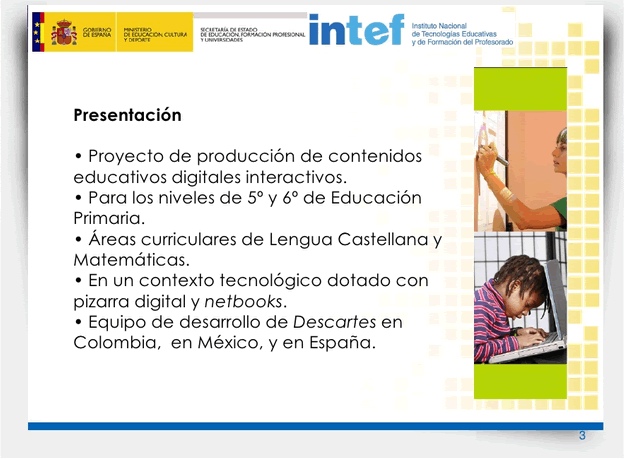 GOBIERNO
DE ESPAÑA
MINISTERIO
DE EDUCACIÓN, CULTURA
Y DEPORTE
SECRETARÍA DE ESTADO
DE EDUCACIÓN, FORMACIÓN PROFESIONAL
Y UNIVERSIDADES
intef
Instituto Nacional
de Tecnologías Educativas
y de Formación del Profesorado
Presentación
• Proyecto de producción de contenidos
educativos digitales interactivos.
• Para los niveles de 5º y 6º de Educación
Primaria.
• Áreas curriculares de Lengua Castellana y
Matemáticas.
• En un contexto tecnológico dotado con
pizarra digital y netbooks.
• Equipo de desarrollo de Descartes en
Colombia,  en México, y en España.
3